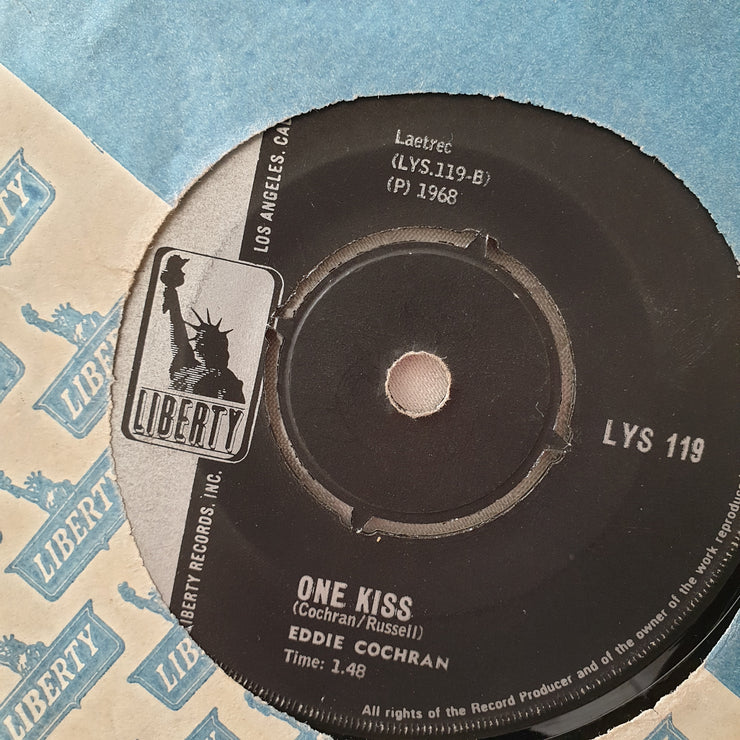 Laetrec
(LYS.119-B)
(P) 1968
LOS ANGELES, CAL
LIBERTY
LIBERTY RECORDS, INC.
LYS 119
ONE KISS
(Cochran/Russell)
EDDIE COCHRAN
Time: 1.48
All rights of the Record Producer and of the owner of the work reproduc
LIBERTY
LIBERTY
LIBERTY